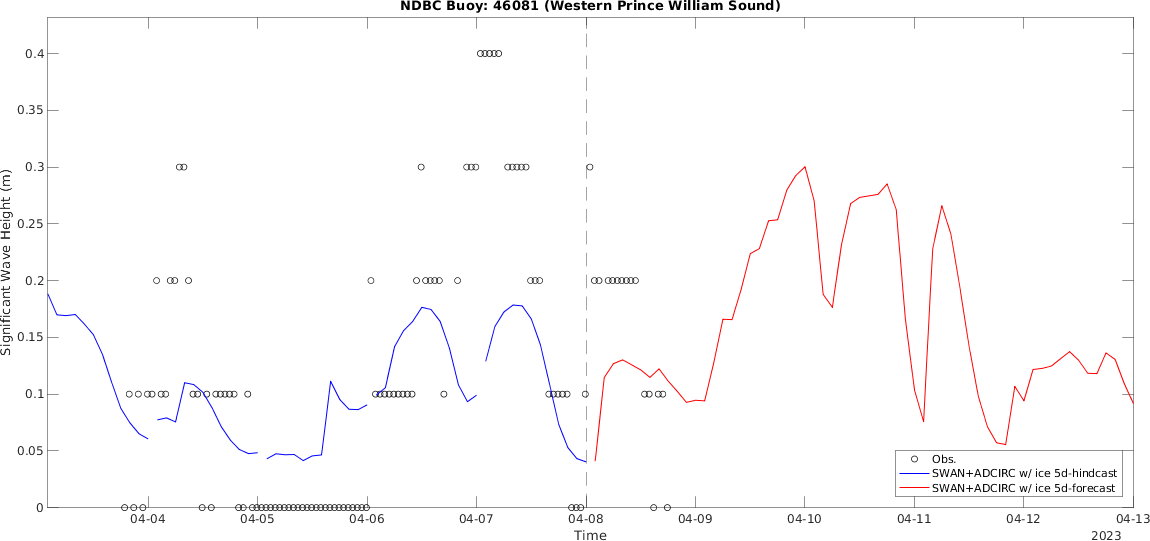 NDBC Buoy: 46081 (Western Prince William Sound)
0.4
0.35
0.3
0.25
0.2
0.15
0.1
0.05
0
Significant Wave Height (m)
04-04 04-05 04-06 04-07 04-08 04-09 04-10 04-11 04-12 04-13
Time
2023
Obs.
SWAN+ADCIRC w/ ice 5d-hindcast
SWAN+ADCIRC w/ ice 5d-forecast